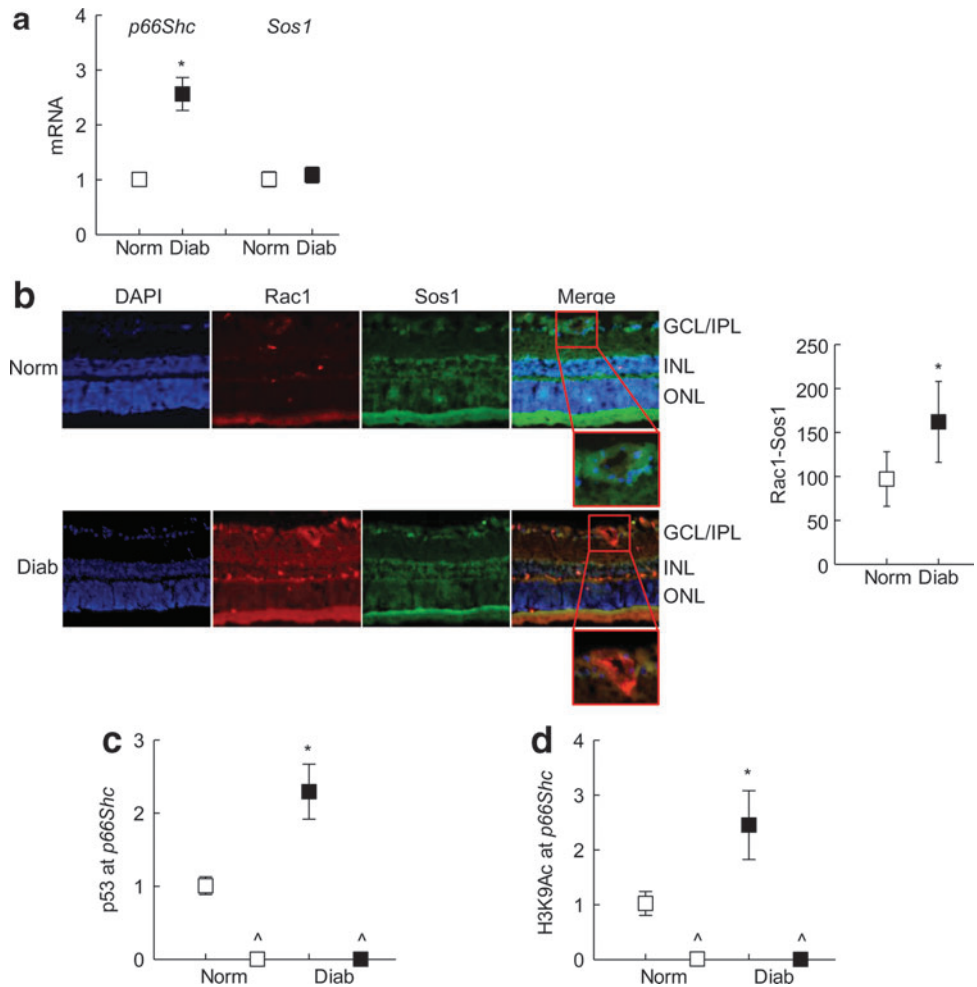 a
p66Shc Sos1
4
3
2
1
0
mRNA
*
Norm Diab Norm Diab
b
DAPI Rac1 Sos1 Merge
Norm
GCL/IPL
INL
ONL
Diab
GCL/IPL
INL
ONL
250
200
150
100
50
0
Rac1-Sos1
*
Norm Diab
c
3
2
1
0
p53 at p66Shc
*
^ ^
Norm Diab
d
4
3
2
1
0
H3K9Ac at p66Shc
*
^ ^
Norm Diab